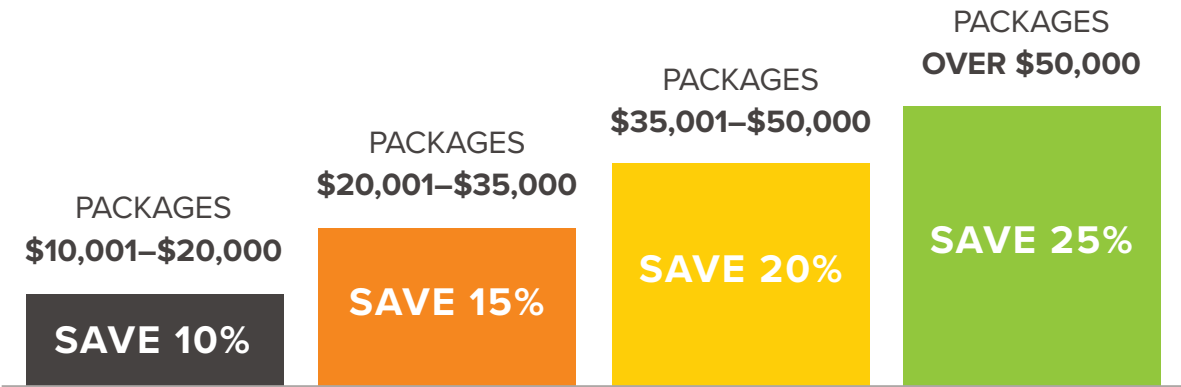 PACKAGES
$10,001–$20,000
SAVE 10%
PACKAGES
$20,001–$35,000
SAVE 15%
PACKAGES
$35,001–$50,000
SAVE 20%
PACKAGES
OVER $50,000
SAVE 25%